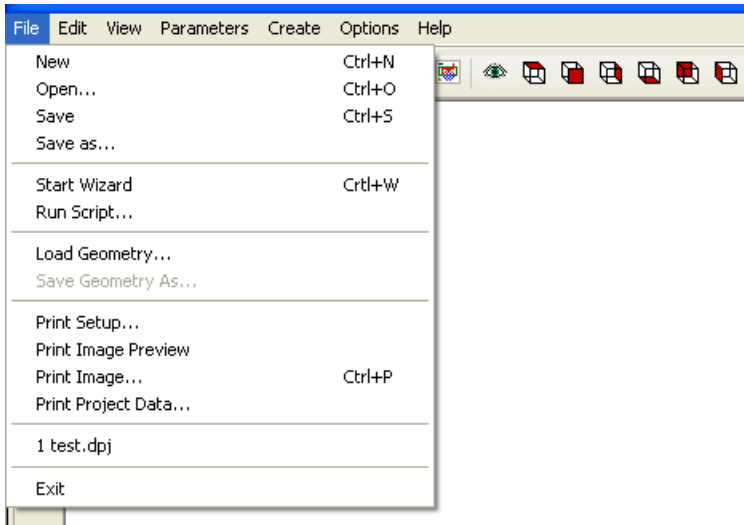 File Edit View Parameters Create Options Help
New Ctrl+N
Open... Ctrl+O
Save Ctrl+S
Save as...
Start Wizard Crtl+W
Run Script...
Load Geometry...
Save Geometry As...
Print Setup...
Print Image Preview
Print Image... Ctrl+P
Print Project Data...
1 test.dpj
Exit